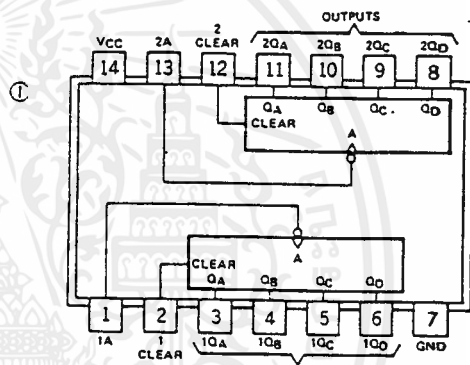 OUTPUTS
VCC 2A 2 CLEAR 2QA 2QB 2QC 2QD
14 13 12 11 10 9 8
①
QA QB QC QD
CLEAR A
A
CLEAR
QA QB QC QD
1 2 3 4 5 6 7
1A 1 CLEAR 1QA 1QB 1QC 1QD GND